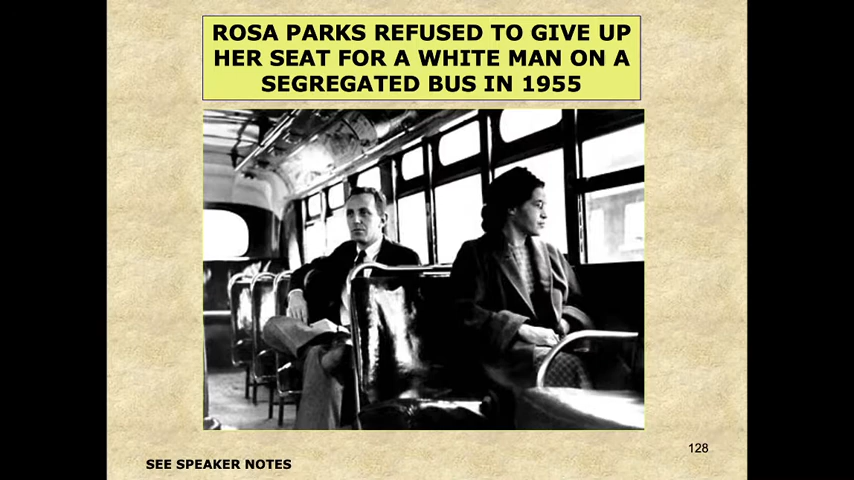 ROSA PARKS REFUSED TO GIVE UP
HER SEAT FOR A WHITE MAN ON A
SEGREGATED BUS IN 1955
128
SEE SPEAKER NOTES